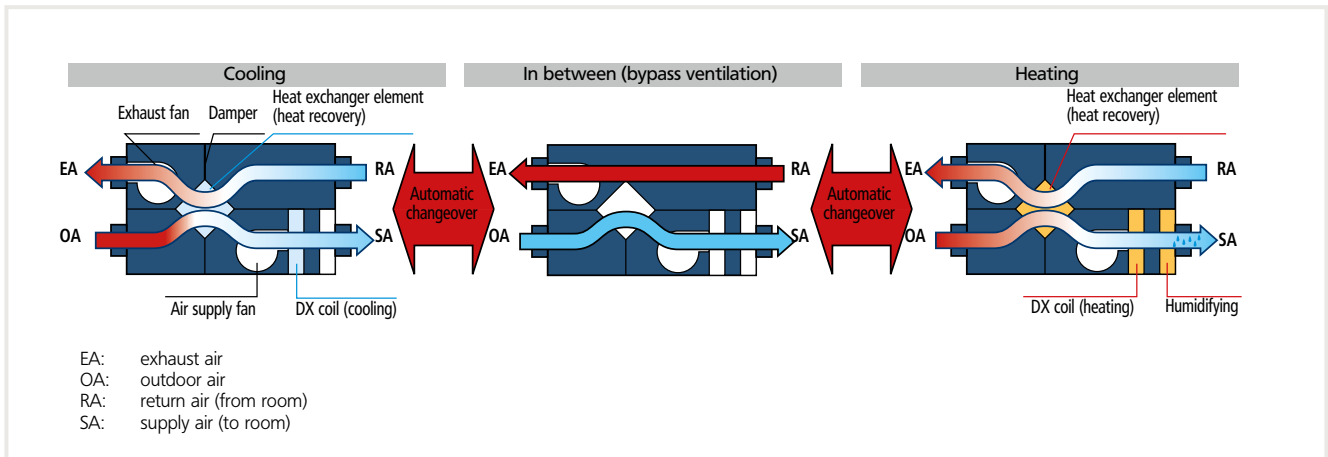 Cooling
In between (bypass ventilation)
Heating
Exhaust fan
Damper
Heat exchanger element
(heat recovery)
EA
RA
OA
SA
Air supply fan
DX coil (cooling)
Automatic
changeover
EA
RA
OA
SA
Automatic
changeover
Heat exchanger element
(heat recovery)
EA
RA
OA
SA
DX coil (heating)
Humidifying
EA: exhaust air
OA: outdoor air
RA: return air (from room)
SA: supply air (to room)